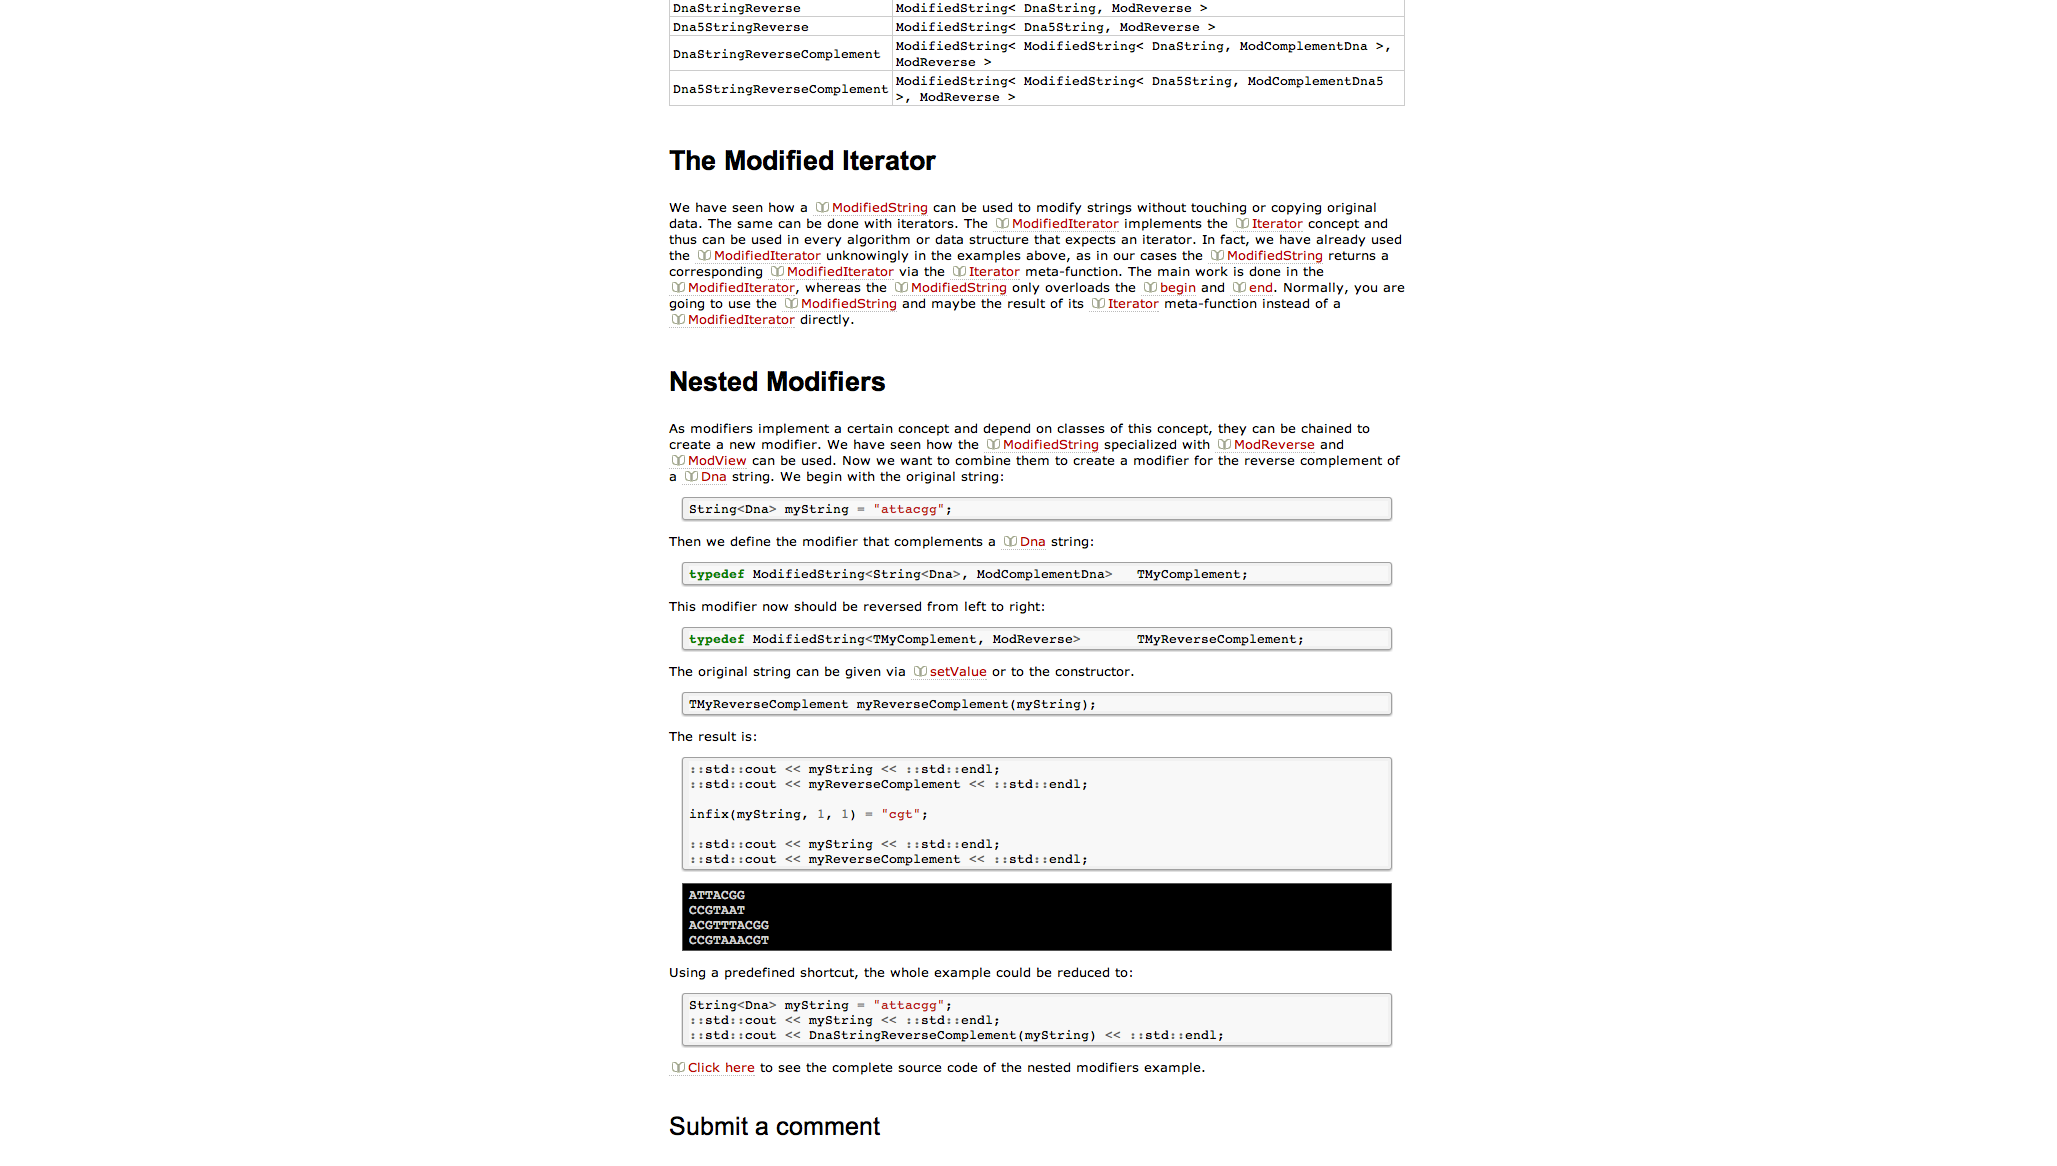 DnaStringReverse ModifiedString< DnaString, ModReverse >
Dna5StringReverse ModifiedString< Dna5String, ModReverse >
DnaStringReverseComplement ModifiedString< ModifiedString< DnaString, ModComplementDna >,
ModReverse >
Dna5StringReverseComplement ModifiedString< ModifiedString< Dna5String, ModComplementDna5
>, ModReverse >
The Modified Iterator
We have seen how a ModifiedString can be used to modify strings without touching or copying original
data. The same can be done with iterators. The ModifiedIterator implements the Iterator concept and
thus can be used in every algorithm or data structure that expects an iterator. In fact, we have already used
the ModifiedIterator unknowingly in the examples above, as in our cases the ModifiedString returns a
corresponding ModifiedIterator via the Iterator meta-function. The main work is done in the
ModifiedIterator, whereas the ModifiedString only overloads the begin and end. Normally, you are
going to use the ModifiedString and maybe the result of its Iterator meta-function instead of a
ModifiedIterator directly.
Nested Modifiers
As modifiers implement a certain concept and depend on classes of this concept, they can be chained to
create a new modifier. We have seen how the ModifiedString specialized with ModReverse and
ModView can be used. Now we want to combine them to create a modifier for the reverse complement of
a Dna string. We begin with the original string:
String<Dna> myString = "attacgg";
Then we define the modifier that complements a Dna string:
typedef ModifiedString<String<Dna>, ModComplementDna>   TMyComplement;
This modifier now should be reversed from left to right:
typedef ModifiedString<TMyComplement, ModReverse>       TMyReverseComplement;
The original string can be given via setValue or to the constructor.
TMyReverseComplement myReverseComplement(myString);
The result is:
::std::cout << myString << ::std::endl;
::std::cout << myReverseComplement << ::std::endl;
infix(myString, 1, 1) = "cgt";
::std::cout << myString << ::std::endl;
::std::cout << myReverseComplement << ::std::endl;
ATTACGG
CCGTAAT
ACGTTTACGG
CCGTAAACGT
Using a predefined shortcut, the whole example could be reduced to:
String<Dna> myString = "attacgg";
::std::cout << myString << ::std::endl;
::std::cout << DnaStringReverseComplement(myString) << ::std::endl;
Click here to see the complete source code of the nested modifiers example.
Submit a comment